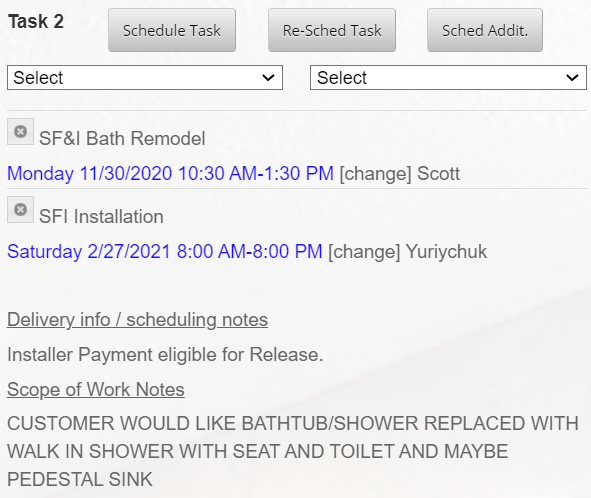 Task 2
Schedule Task
Re-Sched Task
Sched Addit.
Select
Select
SF&I Bath Remodel
Monday 11/30/2020 10:30 AM-1:30 PM [change] Scott
SFI Installation
Saturday 2/27/2021 8:00 AM-8:00 PM [change] Yuriychuk
Delivery info / scheduling notes
Installer Payment eligible for Release.
Scope of Work Notes
CUSTOMER WOULD LIKE BATHTUB/SHOWER REPLACED WITH
WALK IN SHOWER WITH SEAT AND TOILET AND MAYBE
PEDESTAL SINK